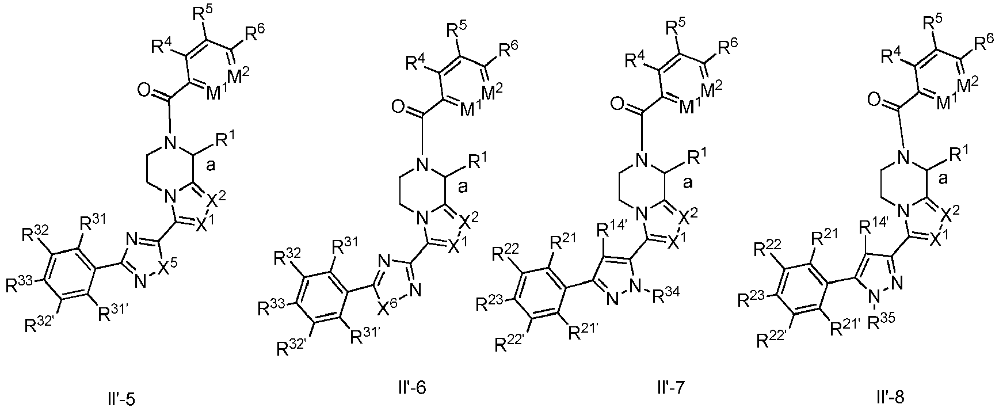 R⁵
R⁶
R⁴
M²
M¹
O
N
R¹
a
N
X²
X¹
R³¹
R³²
N
X⁵
N
R³³
R³¹'
R³²'
II'-5
R⁵
R⁶
R⁴
M²
M¹
O
N
R¹
a
N
X²
X¹
R³¹
R³²
N
N
X⁶
R³³
R³¹'
R³²'
II'-6
R⁵
R⁶
R⁴
M²
M¹
O
N
R¹
a
N
X²
X¹
R¹⁴'
R²¹
R²²
N
N
R³⁴
R²³
R²¹'
R²²'
II'-7
R⁵
R⁶
R⁴
M²
M¹
O
N
R¹
a
N
X²
X¹
R¹⁴'
R²¹
R²²
N
N
R³⁵
R²³
R²¹'
R²²'
II'-8